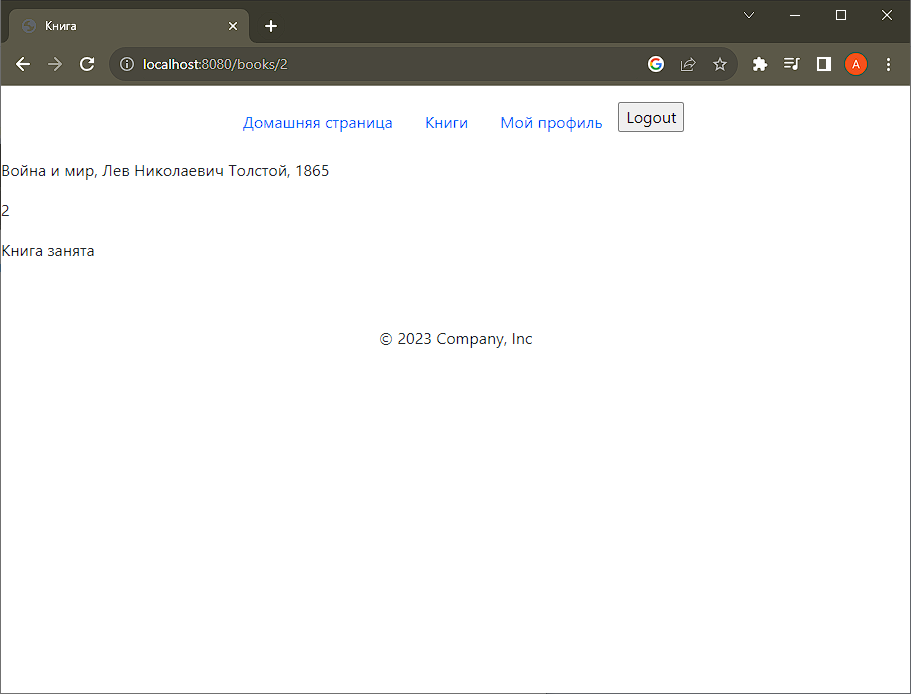 Книга
localhost:8080/books/2
A
Домашняя страница Книги Мой профиль Logout
Война и мир, Лев Николаевич Толстой, 1865
2
Книга занята
© 2023 Company, Inc